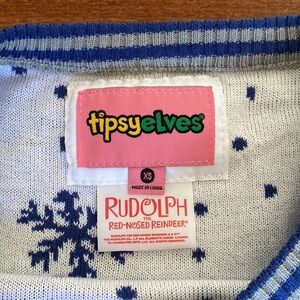 tipsyelves
XS
MADE IN CHINA
RUDOLPH
THE
RED-NOSED REINDEER®